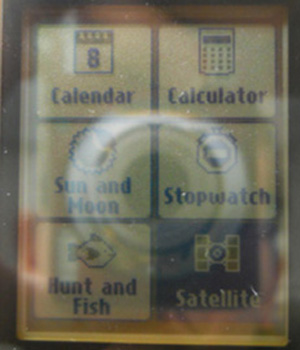 8
Calendar Calculator
Sun and
Moon
Stopwatch
Hunt and
Fish
Satellite